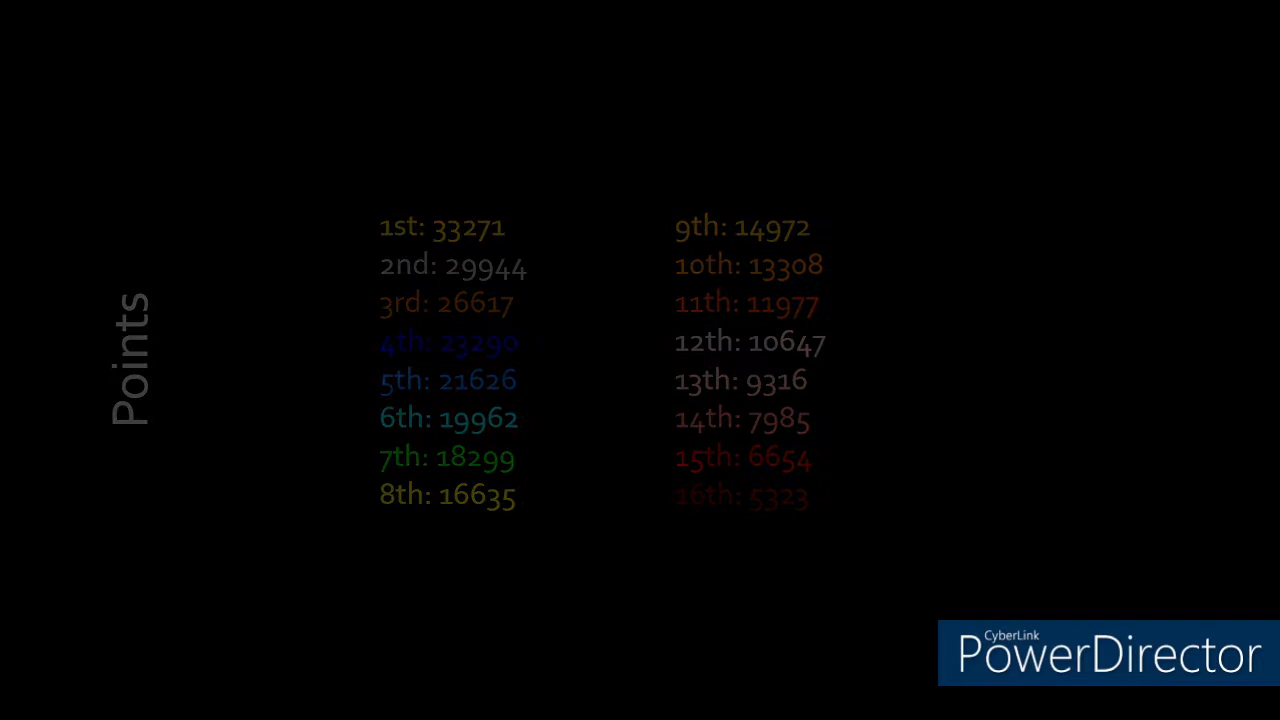 Points
1st: 33271
2nd: 29944
3rd: 26617
4th: 23290
5th: 21626
6th: 19962
7th: 18299
8th: 16635
9th: 14972
10th: 13308
11th: 11977
12th: 10647
13th: 9316
14th: 7985
15th: 6654
16th: 5323
CyberLink
PowerDirector